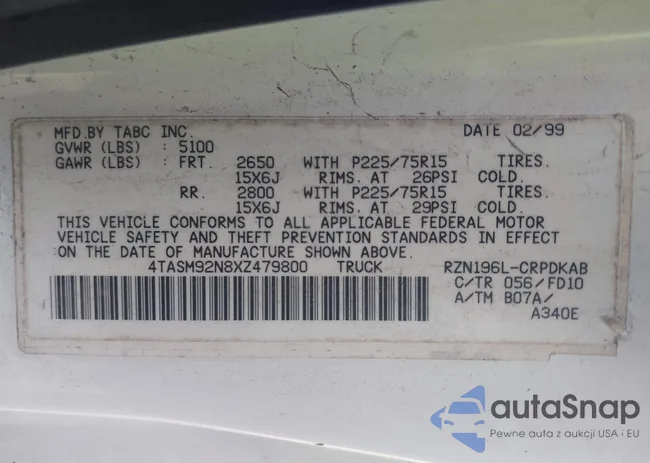 MFD.BY TABC INC. DATE 02/99
GVWR (LBS) : 5100
GAWR (LBS) : FRT. 2650 WITH P225/75R15 TIRES.
15X6J RIMS. AT 26PSI COLD.
RR. 2800 WITH P225/75R15 TIRES.
15X6J RIMS. AT 29PSI COLD.
THIS VEHICLE CONFORMS TO ALL APPLICABLE FEDERAL MOTOR
VEHICLE SAFETY AND THEFT PREVENTION STANDARDS IN EFFECT
ON THE DATE OF MANUFACTURE SHOWN ABOVE.
4TASM92N8XZ479800 TRUCK RZN196L-CRPDKAB
C/TR 056/FD10
A/TM B07A/
A340E
autaSnap
Pewne auta z aukcji USA i EU